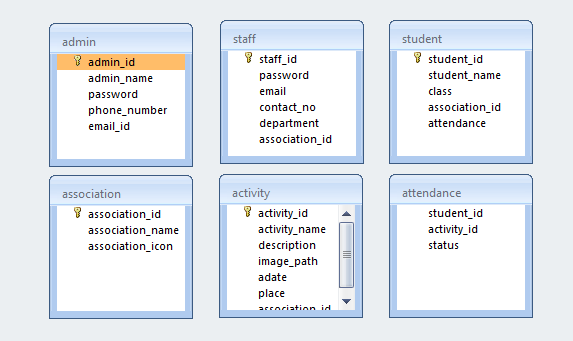 admin
admin_id
admin_name
password
phone_number
email_id
staff
staff_id
password
email
contact_no
department
association_id
student
student_id
student_name
class
association_id
attendance
association
association_id
association_name
association_icon
activity
activity_id
activity_name
description
image_path
adate
place
association_id
attendance
student_id
activity_id
status